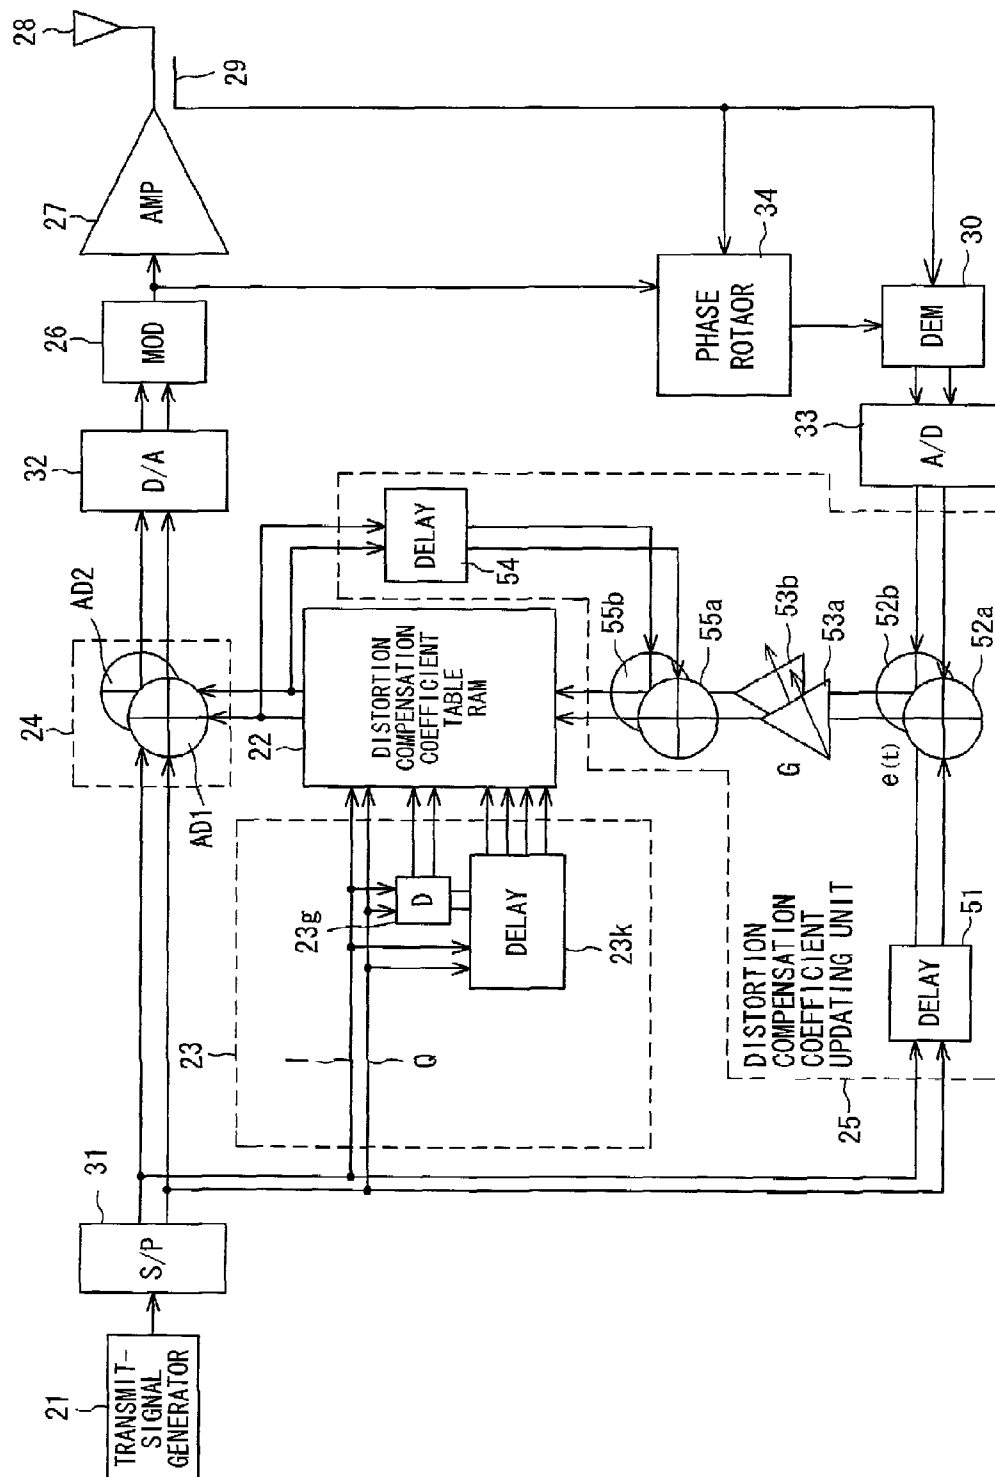 21
TRANSMIT-
SIGNAL
GENERATOR
31
S/P
24
AD2
AD1
32
D/A
26
MOD
27
AMP
28
29
23
I
Q
23g
D
DELAY
23k
22
DISTORTION
COMPENSATION
COEFFICIENT
TABLE
RAM
DELAY
54
PHASE
ROTAOR
34
55b
55a
53b
53a
G
DISTORTION
COMPENSATION
COEFFICIENT
UPDATING UNIT
25
DELAY
51
e(t)
52b
52a
33
A/D
DEM
30